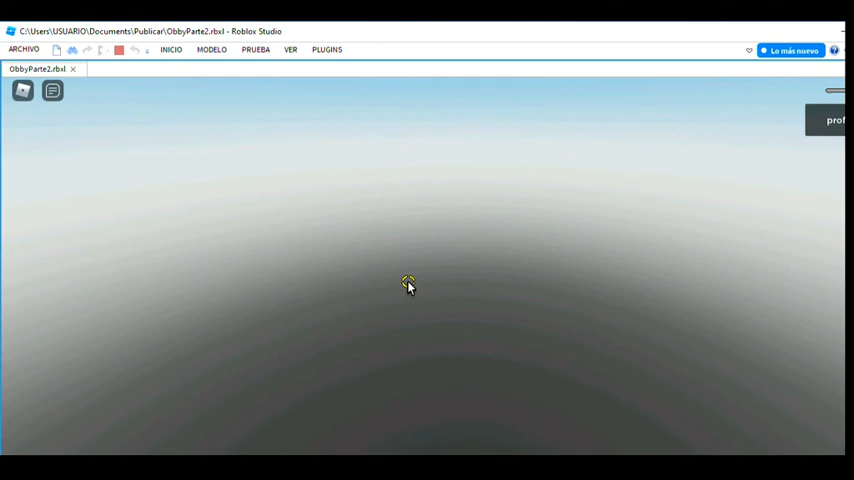 C:\Users\USUARIO\Documents\Publicar\ObbyParte2.rbxl - Roblox Studio
ARCHIVO INICIO MODELO PRUEBA VER PLUGINS Lo más nuevo ?
ObbyParte2.rbxl
prof